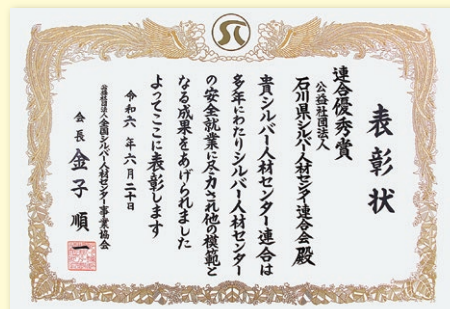 表彰状
連合優秀賞
公益社団法人
石川県シルバー人材センター連合会 殿
貴シルバー人材センター連合は
多年にわたりシルバー人材センター
の安全就業に尽力され他の模範と
なる成果をあげられました
よってここに表彰します
令和六年六月二十日
公益社団法人全国シルバー人材センター事業協会
会長 金子順一